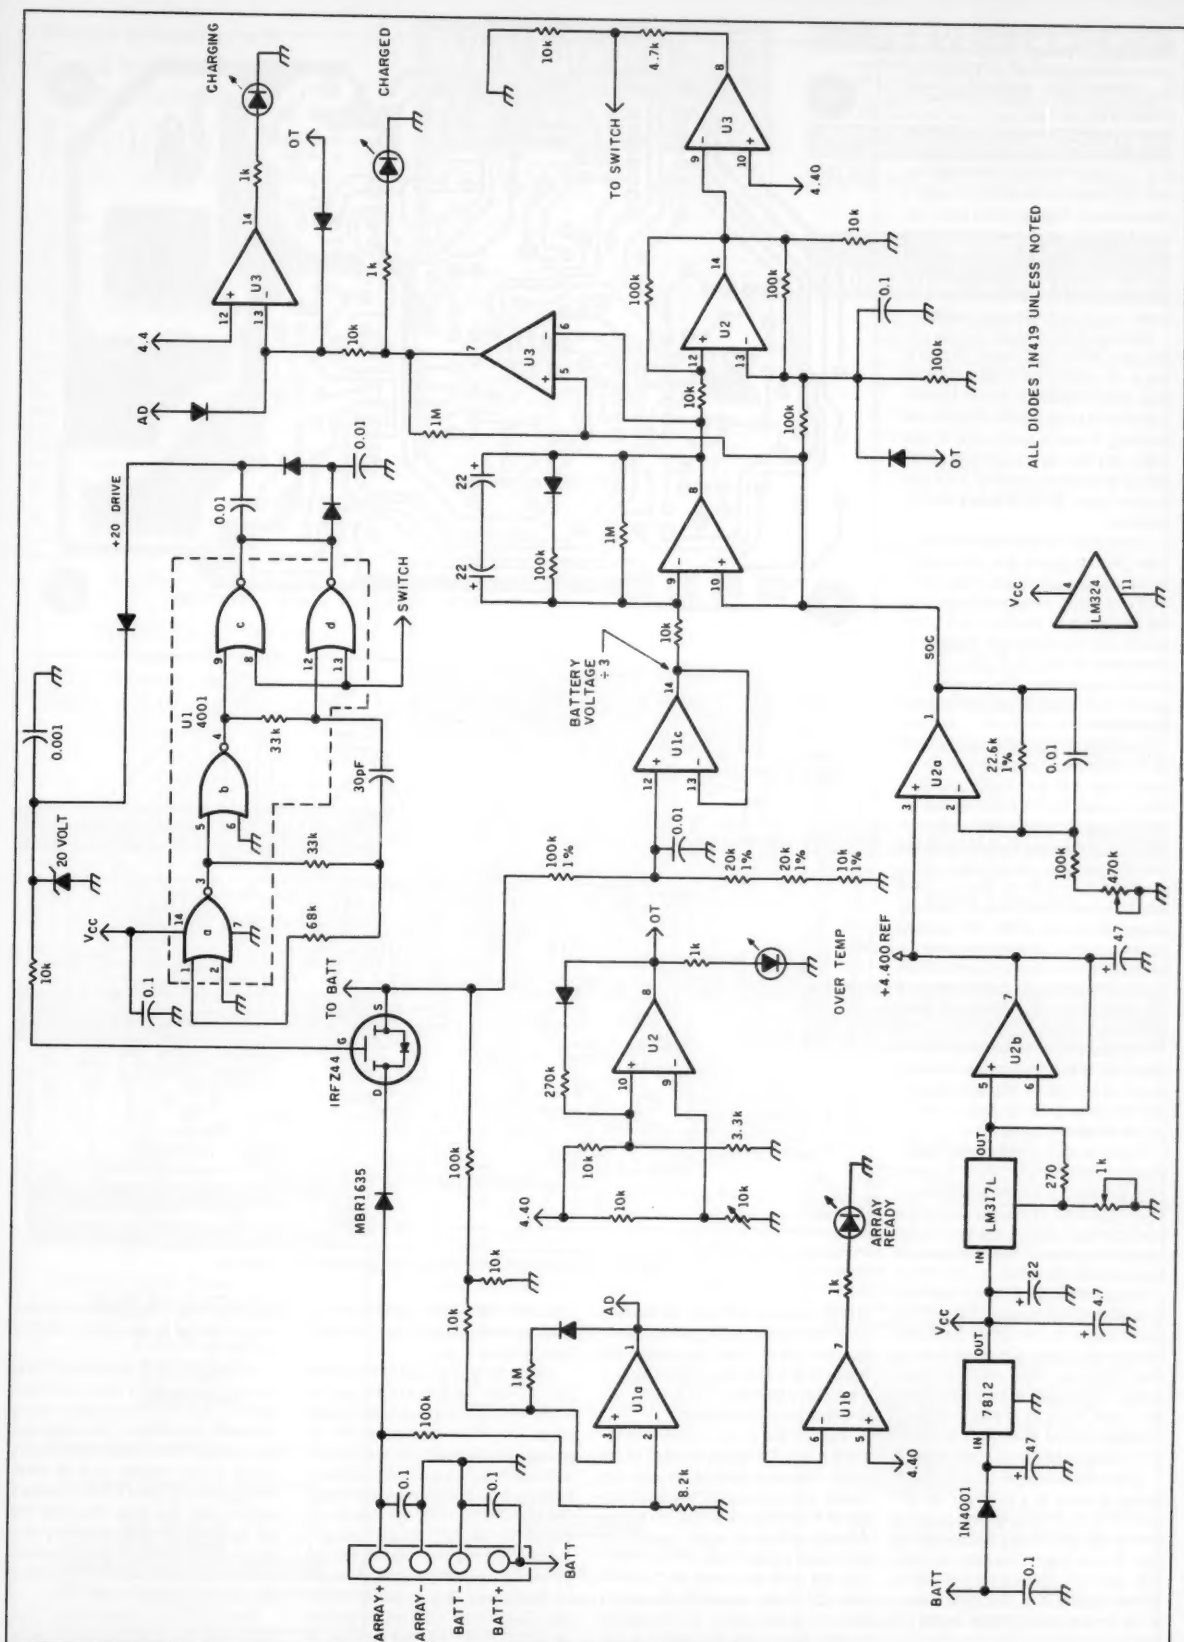 CHARGING
1k
14
U3
12
+
13
-
4.4
AD
OT
10k
CHARGED
1k
7
U3
5
+
6
-
1M
10k
4.7k
TO SWITCH
8
U3
9
-
10
+
4.40
+20 DRIVE
0.01
0.01
0.001
20 VOLT
10k
U1
4001
VCC
0.1
14
a
1
2
3
7
b
5
6
4
c
9
8
d
12
13
33k
33k
68k
30pF
SWITCH
22
+
22
+
100k
1M
8
9
-
10
+
10k
BATTERY
VOLTAGE
÷3
14
U1c
12
+
13
-
0.01
100k
14
U2
12
+
13
-
10k
100k
10k
0.1
100k
100k
OT
ALL DIODES IN419 UNLESS NOTED
TO BATT
IRFZ44
G
S
D
MBR1635
100k
1%
20k
1%
20k
1%
10k
1%
OT
1k
OVER TEMP
270k
8
U2
10
+
9
-
4.40
10k
3.3k
10k
10k
100k
10k
10k
1M
AD
1
U1a
3
+
2
-
100k
8.2k
1k
ARRAY
READY
7
U1b
6
-
5
+
4.40
0.1
0.1
ARRAY+
ARRAY-
BATT-
BATT+
BATT
SOC
1
U2a
3
+
2
-
22.6k
1%
0.01
100k
470k
VCC
4
LM324
11
+4.400 REF
47
+
7
U2b
5
+
6
-
OUT
LM317L
IN
270
1k
22
+
4.7
+
VCC
OUT
7812
IN
47
+
1N4001
BATT
0.1